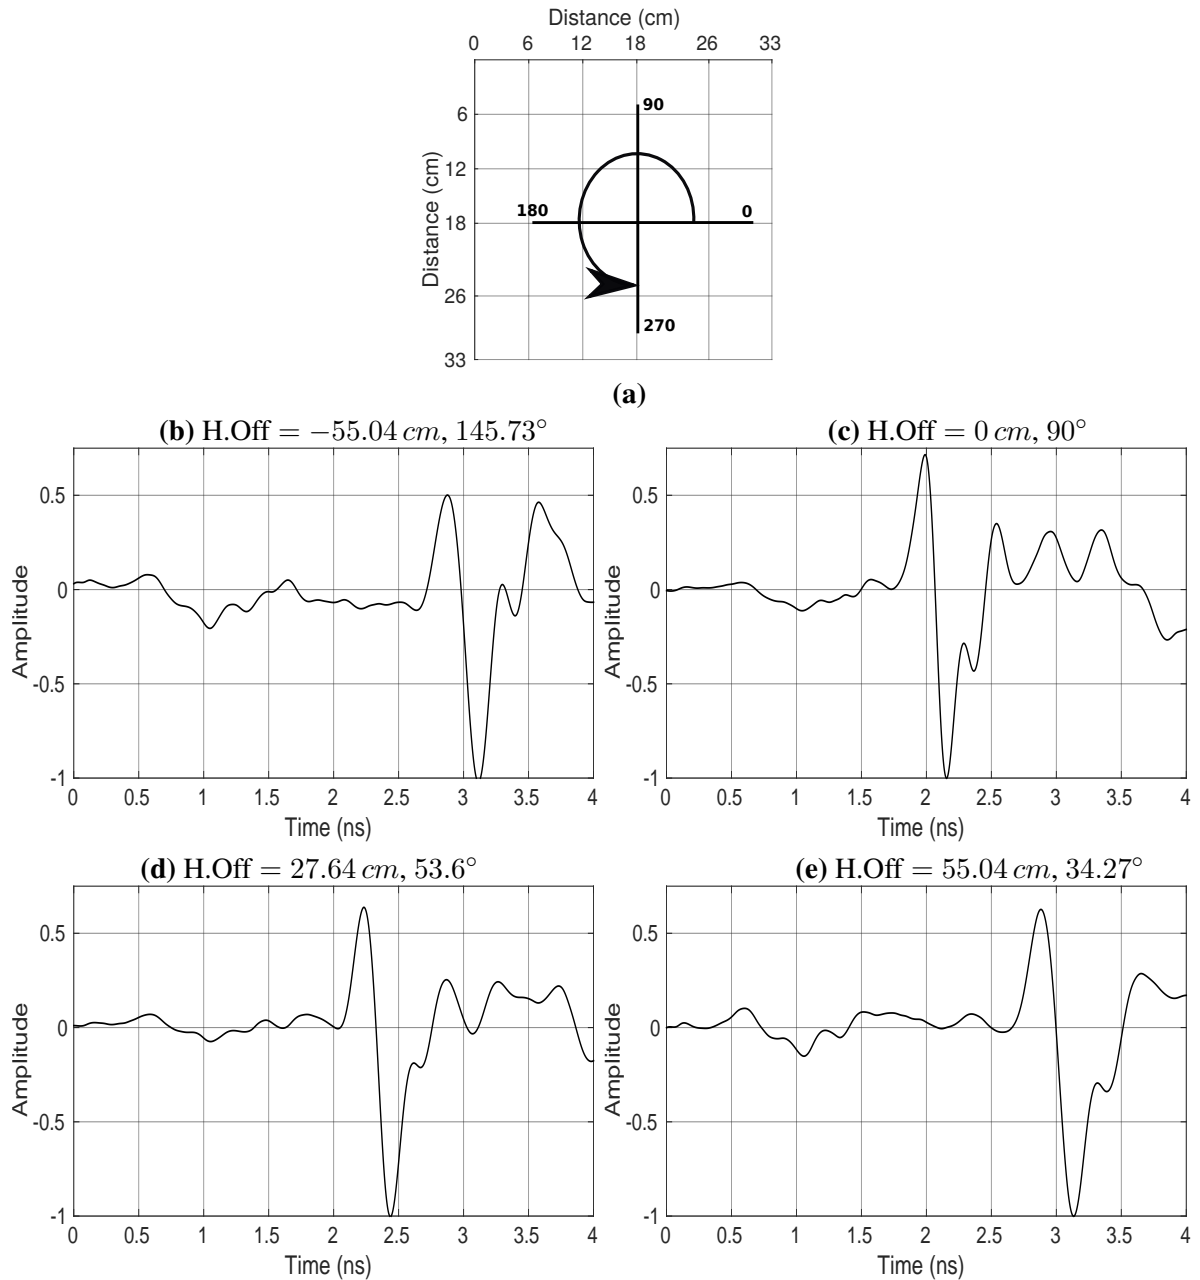 Distance (cm)
0 6 12 18 26 33
Distance (cm)
6
12
18
26
33
90
180
0
270
(a)
(b) H.Off = −55.04 cm, 145.73°
Amplitude
0.5
0
-0.5
-1
0 0.5 1 1.5 2 2.5 3 3.5 4
Time (ns)
(c) H.Off = 0 cm, 90°
Amplitude
0.5
0
-0.5
-1
0 0.5 1 1.5 2 2.5 3 3.5 4
Time (ns)
(d) H.Off = 27.64 cm, 53.6°
Amplitude
0.5
0
-0.5
-1
0 0.5 1 1.5 2 2.5 3 3.5 4
Time (ns)
(e) H.Off = 55.04 cm, 34.27°
Amplitude
0.5
0
-0.5
-1
0 0.5 1 1.5 2 2.5 3 3.5 4
Time (ns)